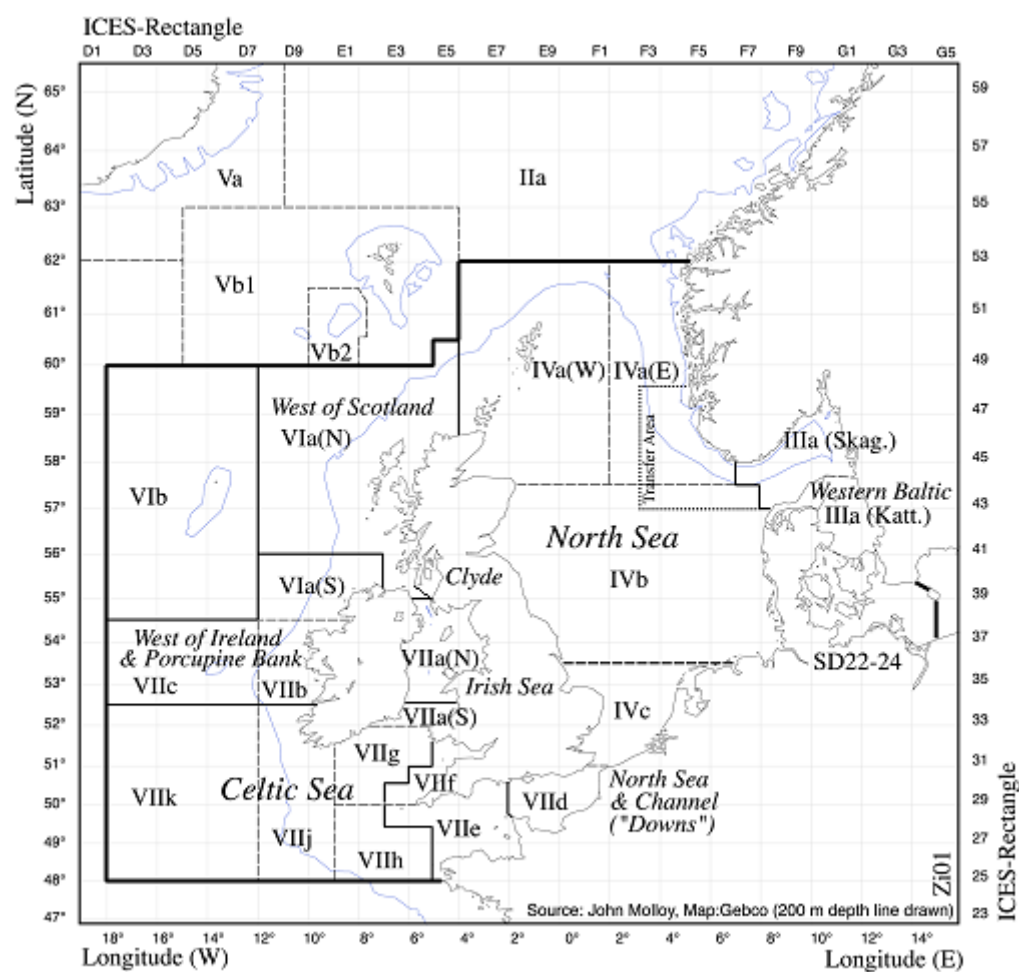 ICES-Rectangle
D1 D3 D5 D7 D9 E1 E3 E5 E7 E9 F1 F3 F5 F7 F9 G1 G3 G5
Latitude (N)
65° 59
64° 57
Va IIa
63° 55
62° 53
Vb1
61° 51
Vb2
60° 49
IVa(W) IVa(E)
West of Scotland
59° 47
VIa(N)
Transfer Area
IIIa (Skag.)
58° 45
VIb
Western Baltic
57° 43
IIIa (Katt.)
North Sea
56° 41
Clyde
IVb
VIa(S)
55° 39
54° 37
West of Ireland
& Porcupine Bank
VIIa(N)
SD22-24
53° 35
VIIc VIIb
Irish Sea
VIIa(S)
IVc
52° 33
VIIg
51° 31
Celtic Sea
VIIf
North Sea
& Channel
("Downs")
VIIk
VIId
50° 29
VIIe
VIIj
49° 27
VIIh
48° 25
Zi01
ICES-Rectangle
47° 23
Source: John Molloy, Map:Gebco (200 m depth line drawn)
18° 16° 14° 12° 10° 8° 6° 4° 2° 0° 2° 4° 6° 8° 10° 12° 14°
Longitude (W) Longitude (E)